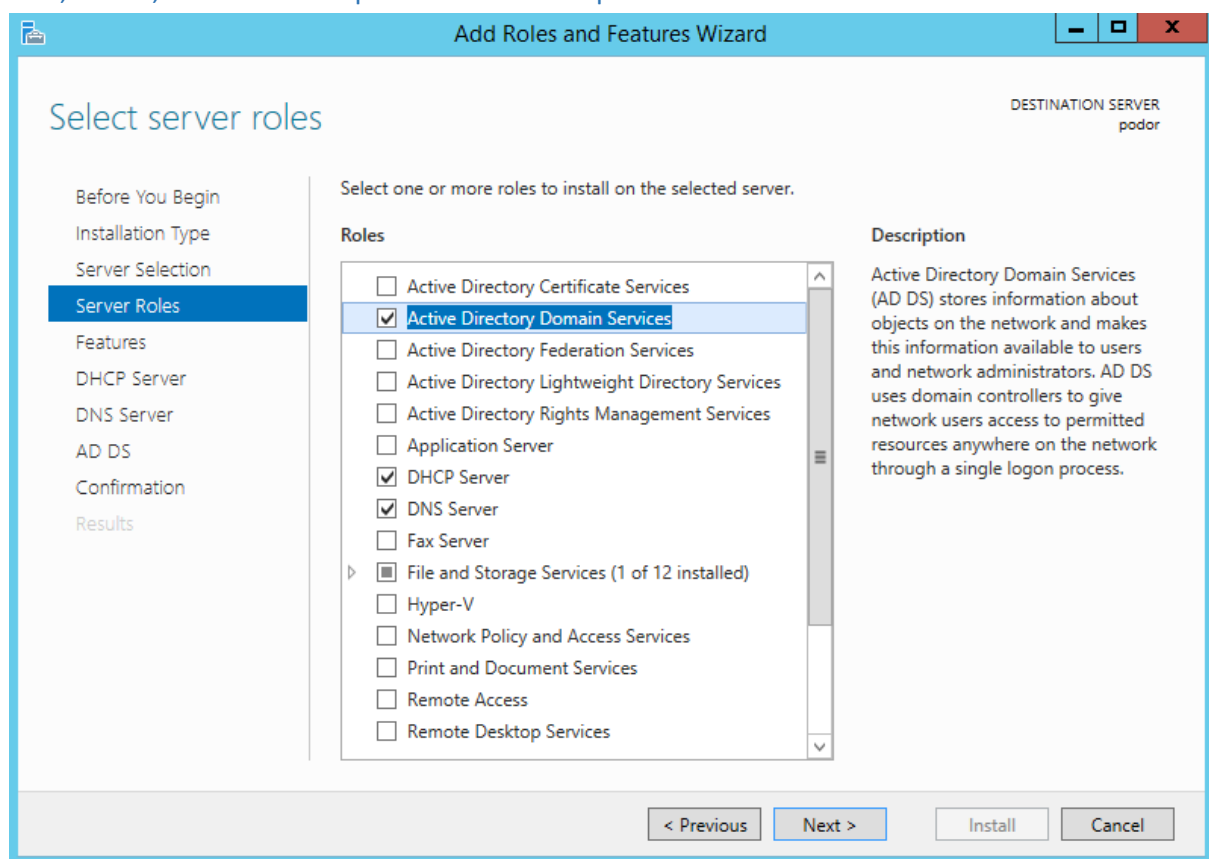 Add Roles and Features Wizard
Select server roles
DESTINATION SERVER
podor
Before You Begin
Installation Type
Server Selection
Server Roles
Features
DHCP Server
DNS Server
AD DS
Confirmation
Results
Select one or more roles to install on the selected server.
Roles
Active Directory Certificate Services
Active Directory Domain Services
Active Directory Federation Services
Active Directory Lightweight Directory Services
Active Directory Rights Management Services
Application Server
DHCP Server
DNS Server
Fax Server
File and Storage Services (1 of 12 installed)
Hyper-V
Network Policy and Access Services
Print and Document Services
Remote Access
Remote Desktop Services
Description
Active Directory Domain Services
(AD DS) stores information about
objects on the network and makes
this information available to users
and network administrators. AD DS
uses domain controllers to give
network users access to permitted
resources anywhere on the network
through a single logon process.
< Previous
Next >
Install
Cancel